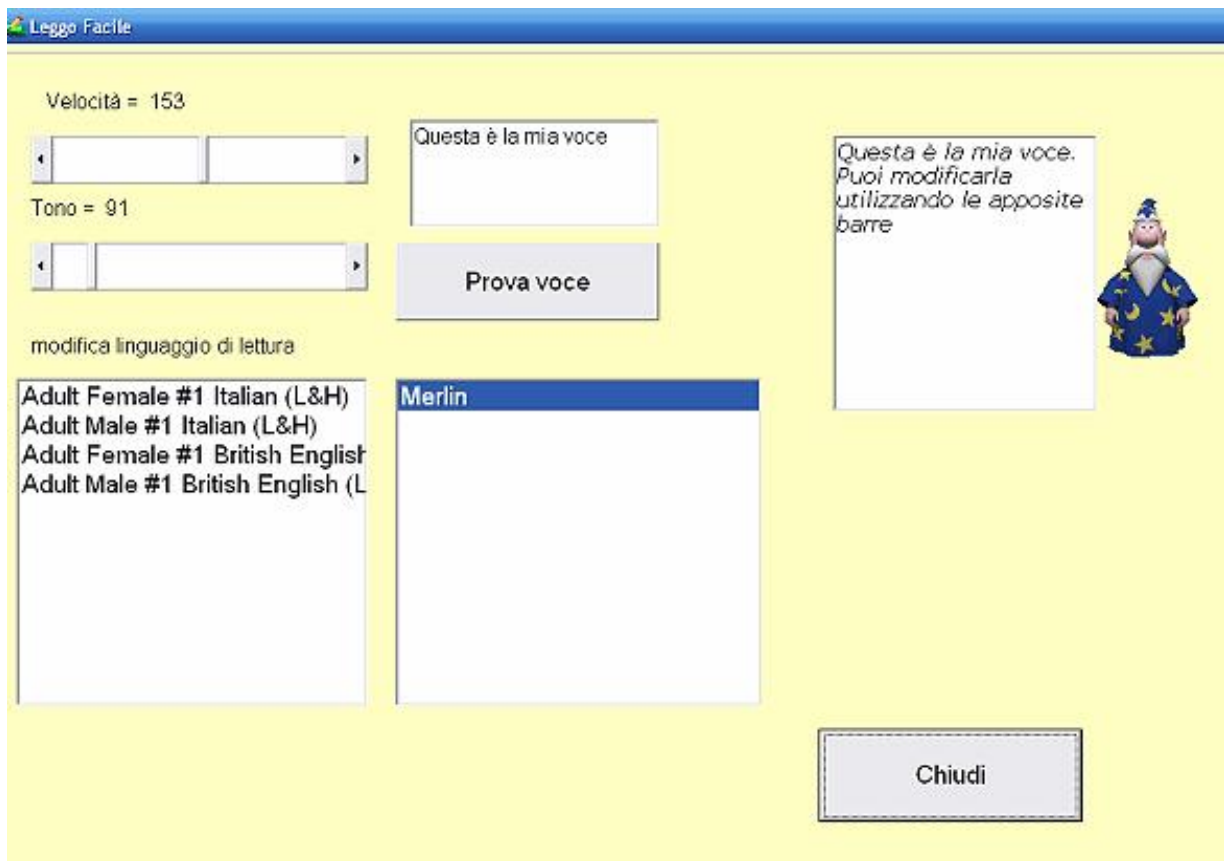 Leggo Facile
Velocità = 153
Tono = 91
Questa è la mia voce
Prova voce
Questa è la mia voce.
Puoi modificarla
utilizzando le apposite
barre
modifica linguaggio di lettura
Adult Female #1 Italian (L&H)
Adult Male #1 Italian (L&H)
Adult Female #1 British English
Adult Male #1 British English (L
Merlin
Chiudi